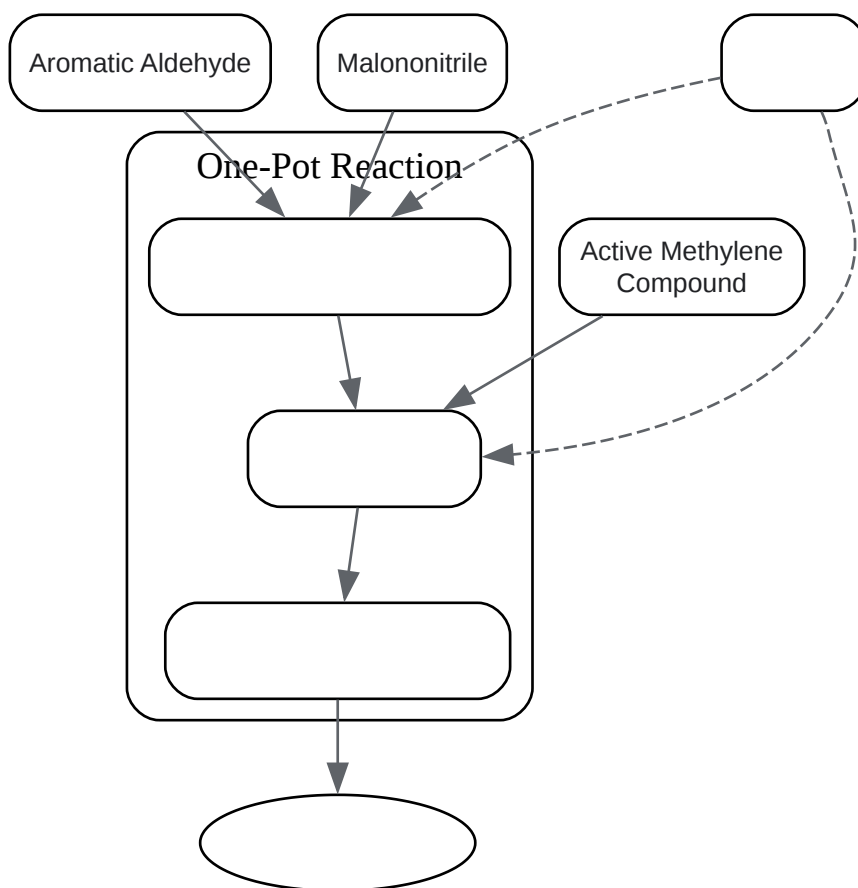 Aromatic Aldehyde
Malononitrile
One-Pot Reaction
Active Methylene
Compound